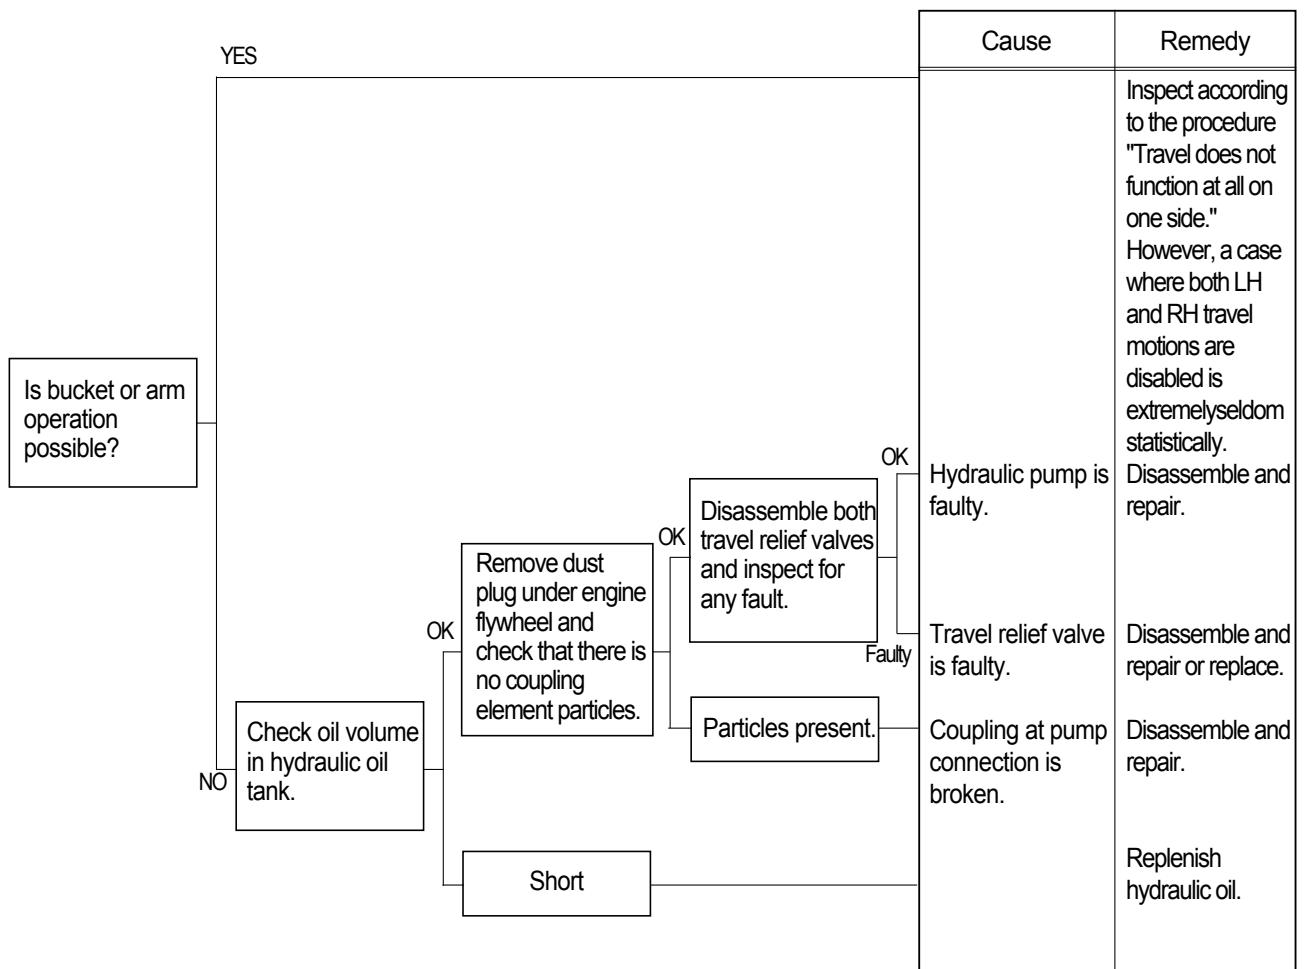 Cause
Remedy
YES
Inspect according
to the procedure
"Travel does not
function at all on
one side."
However, a case
where both LH
and RH travel
motions are
disabled is
extremelyseldom
statistically.
Is bucket or arm
operation
possible?
NO
Check oil volume
in hydraulic oil
tank.
OK
Remove dust
plug under engine
flywheel and
check that there is
no coupling
element particles.
OK
Disassemble both
travel relief valves
and inspect for
any fault.
OK
Hydraulic pump is
faulty.
Disassemble and
repair.
Faulty
Travel relief valve
is faulty.
Disassemble and
repair or replace.
Particles present.
Coupling at pump
connection is
broken.
Disassemble and
repair.
Short
Replenish
hydraulic oil.